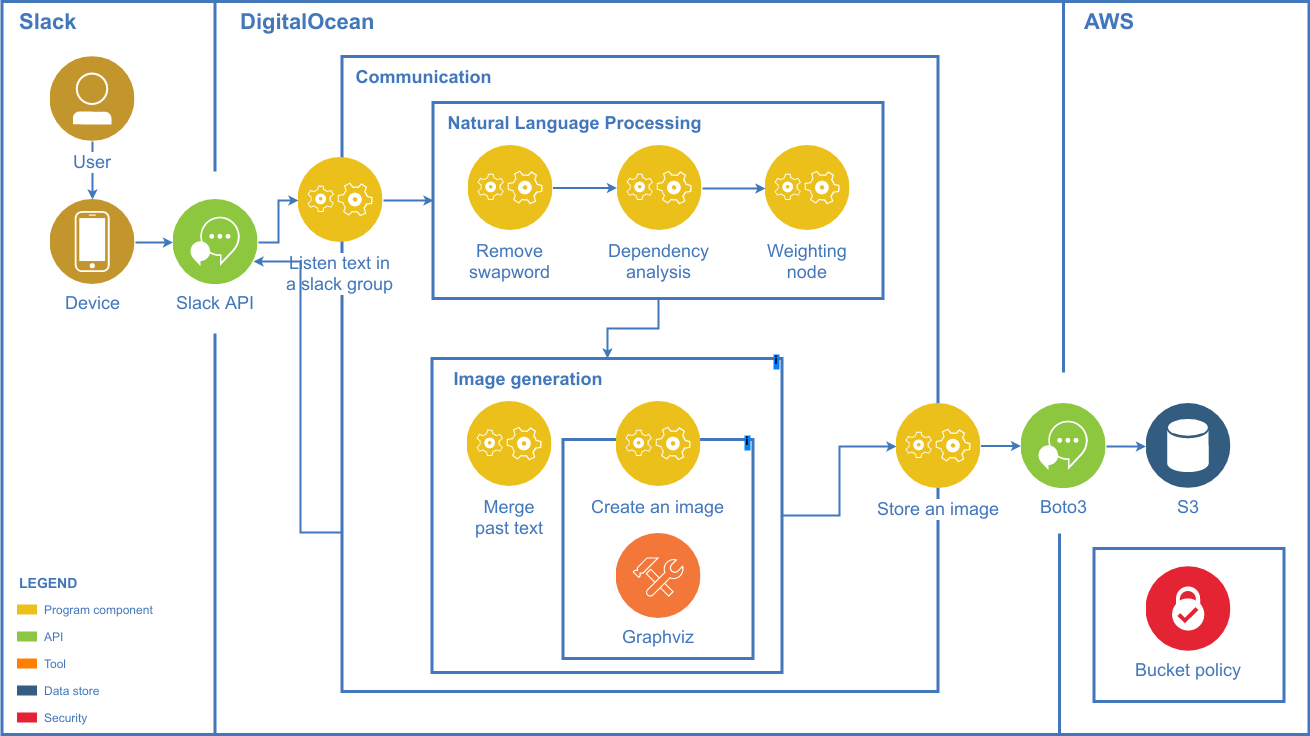 Slack
DigitalOcean
AWS
Communication
Natural Language Processing
User
Remove
swapword
Dependency
analysis
Weighting
node
Listen text in
a slack group
Device
Slack API
Image generation
Merge
past text
Create an image
Graphviz
Store an image
Boto3
S3
Bucket policy
LEGEND
Program component
API
Tool
Data store
Security